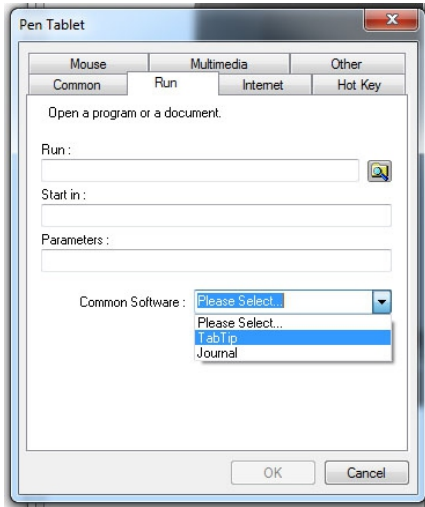 Pen Tablet
Mouse Multimedia Other
Common Run Internet Hot Key
Open a program or a document.
Run :
Start in :
Parameters :
Common Software : Please Select...
Please Select...
TabTip
Journal
OK Cancel